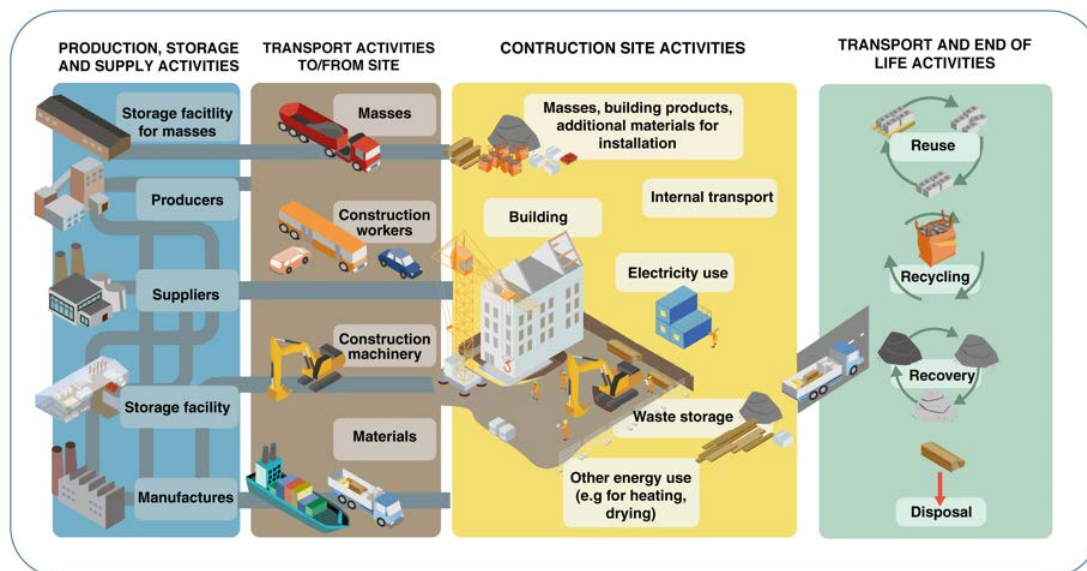 PRODUCTION, STORAGE
AND SUPPLY ACTIVITIES
Storage facitility
for masses
Producers
Suppliers
Storage facility
Manufactures
TRANSPORT ACTIVITIES
TO/FROM SITE
Masses
Construction
workers
Construction
machinery
Materials
CONTRUCTION SITE ACTIVITIES
Masses, building products,
additional materials for
installation
Internal transport
Building
Electricity use
Waste storage
Other energy use
(e.g for heating,
drying)
TRANSPORT AND END OF
LIFE ACTIVITIES
Reuse
Recycling
Recovery
Disposal